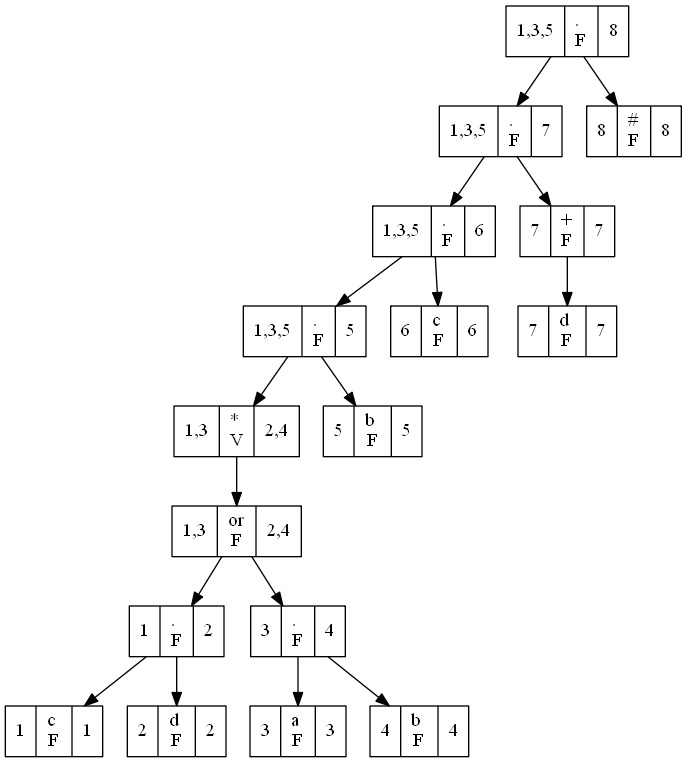 1,3,5 . F 8
1,3,5 . F 7
8 # F 8
1,3,5 . F 6
7 + F 7
1,3,5 . F 5
6 c F 6
7 d F 7
1,3 * V 2,4
5 b F 5
1,3 or F 2,4
1 . F 2
3 . F 4
1 c F 1
2 d F 2
3 a F 3
4 b F 4